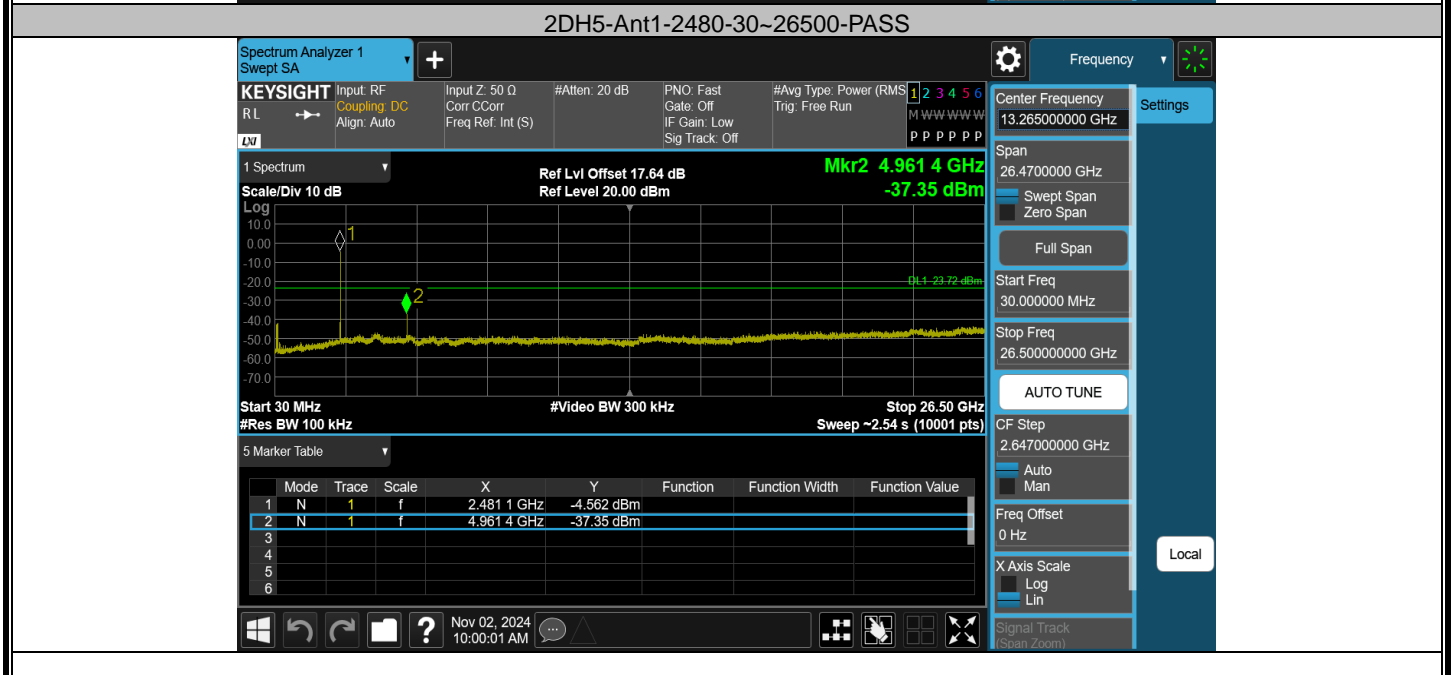 2DH5-Ant1-2480-30~26500-PASS
Spectrum Analyzer 1
Swept SA
+
Frequency
KEYSIGHT
RL
LXI
Input: RF
Coupling: DC
Align: Auto
Input Z: 50 Ω
Corr CCorr
Freq Ref: Int (S)
#Atten: 20 dB
PNO: Fast
Gate: Off
IF Gain: Low
Sig Track: Off
#Avg Type: Power (RMS
Trig: Free Run
1 2 3 4 5 6
M W W W W W
P P P P P P
1 Spectrum
Scale/Div 10 dB
Ref Lvl Offset 17.64 dB
Ref Level 20.00 dBm
Mkr2 4.961 4 GHz
-37.35 dBm
Log
10.0
0.00
-10.0
-20.0
-30.0
-40.0
-50.0
-60.0
-70.0
1
2
DL1 -23.72 dBm
Start 30 MHz
#Video BW 300 kHz
Stop 26.50 GHz
#Res BW 100 kHz
Sweep ~2.54 s (10001 pts)
5 Marker Table
Mode Trace Scale X Y Function Function Width Function Value
1 N 1 f 2.481 1 GHz -4.562 dBm
2 N 1 f 4.961 4 GHz -37.35 dBm
3
4
5
6
Nov 02, 2024
10:00:01 AM
?
Center Frequency
13.265000000 GHz
Settings
Span
26.4700000 GHz
Swept Span
Zero Span
Full Span
Start Freq
30.000000 MHz
Stop Freq
26.500000000 GHz
AUTO TUNE
CF Step
2.647000000 GHz
Auto
Man
Freq Offset
0 Hz
X Axis Scale
Log
Lin
Signal Track
(Span Zoom)
Local